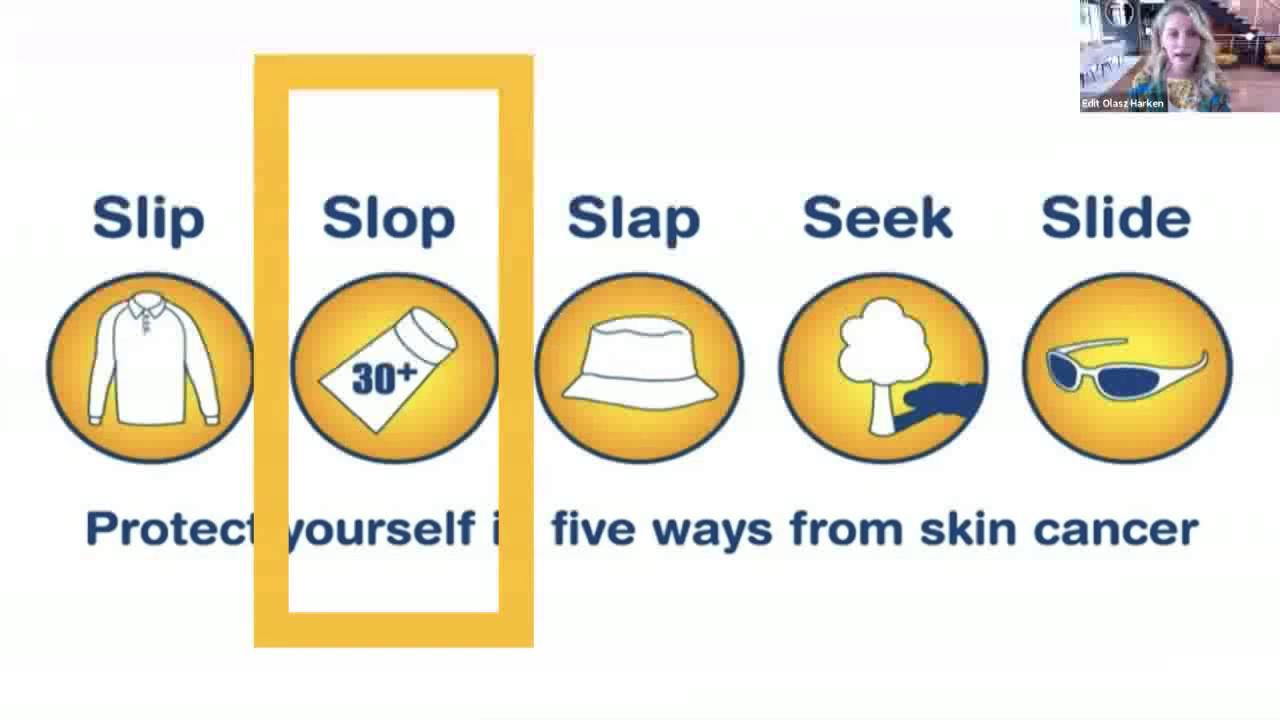 Edit Olasz Harken
Slip Slop Slap Seek Slide
30+
Protect yourself i five ways from skin cancer